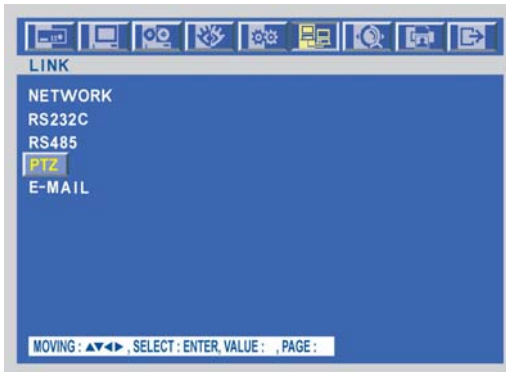 LINK
NETWORK
RS232C
RS485
PTZ
E-MAIL
MOVING : ▲▼◀▶ , SELECT : ENTER, VALUE : , PAGE :